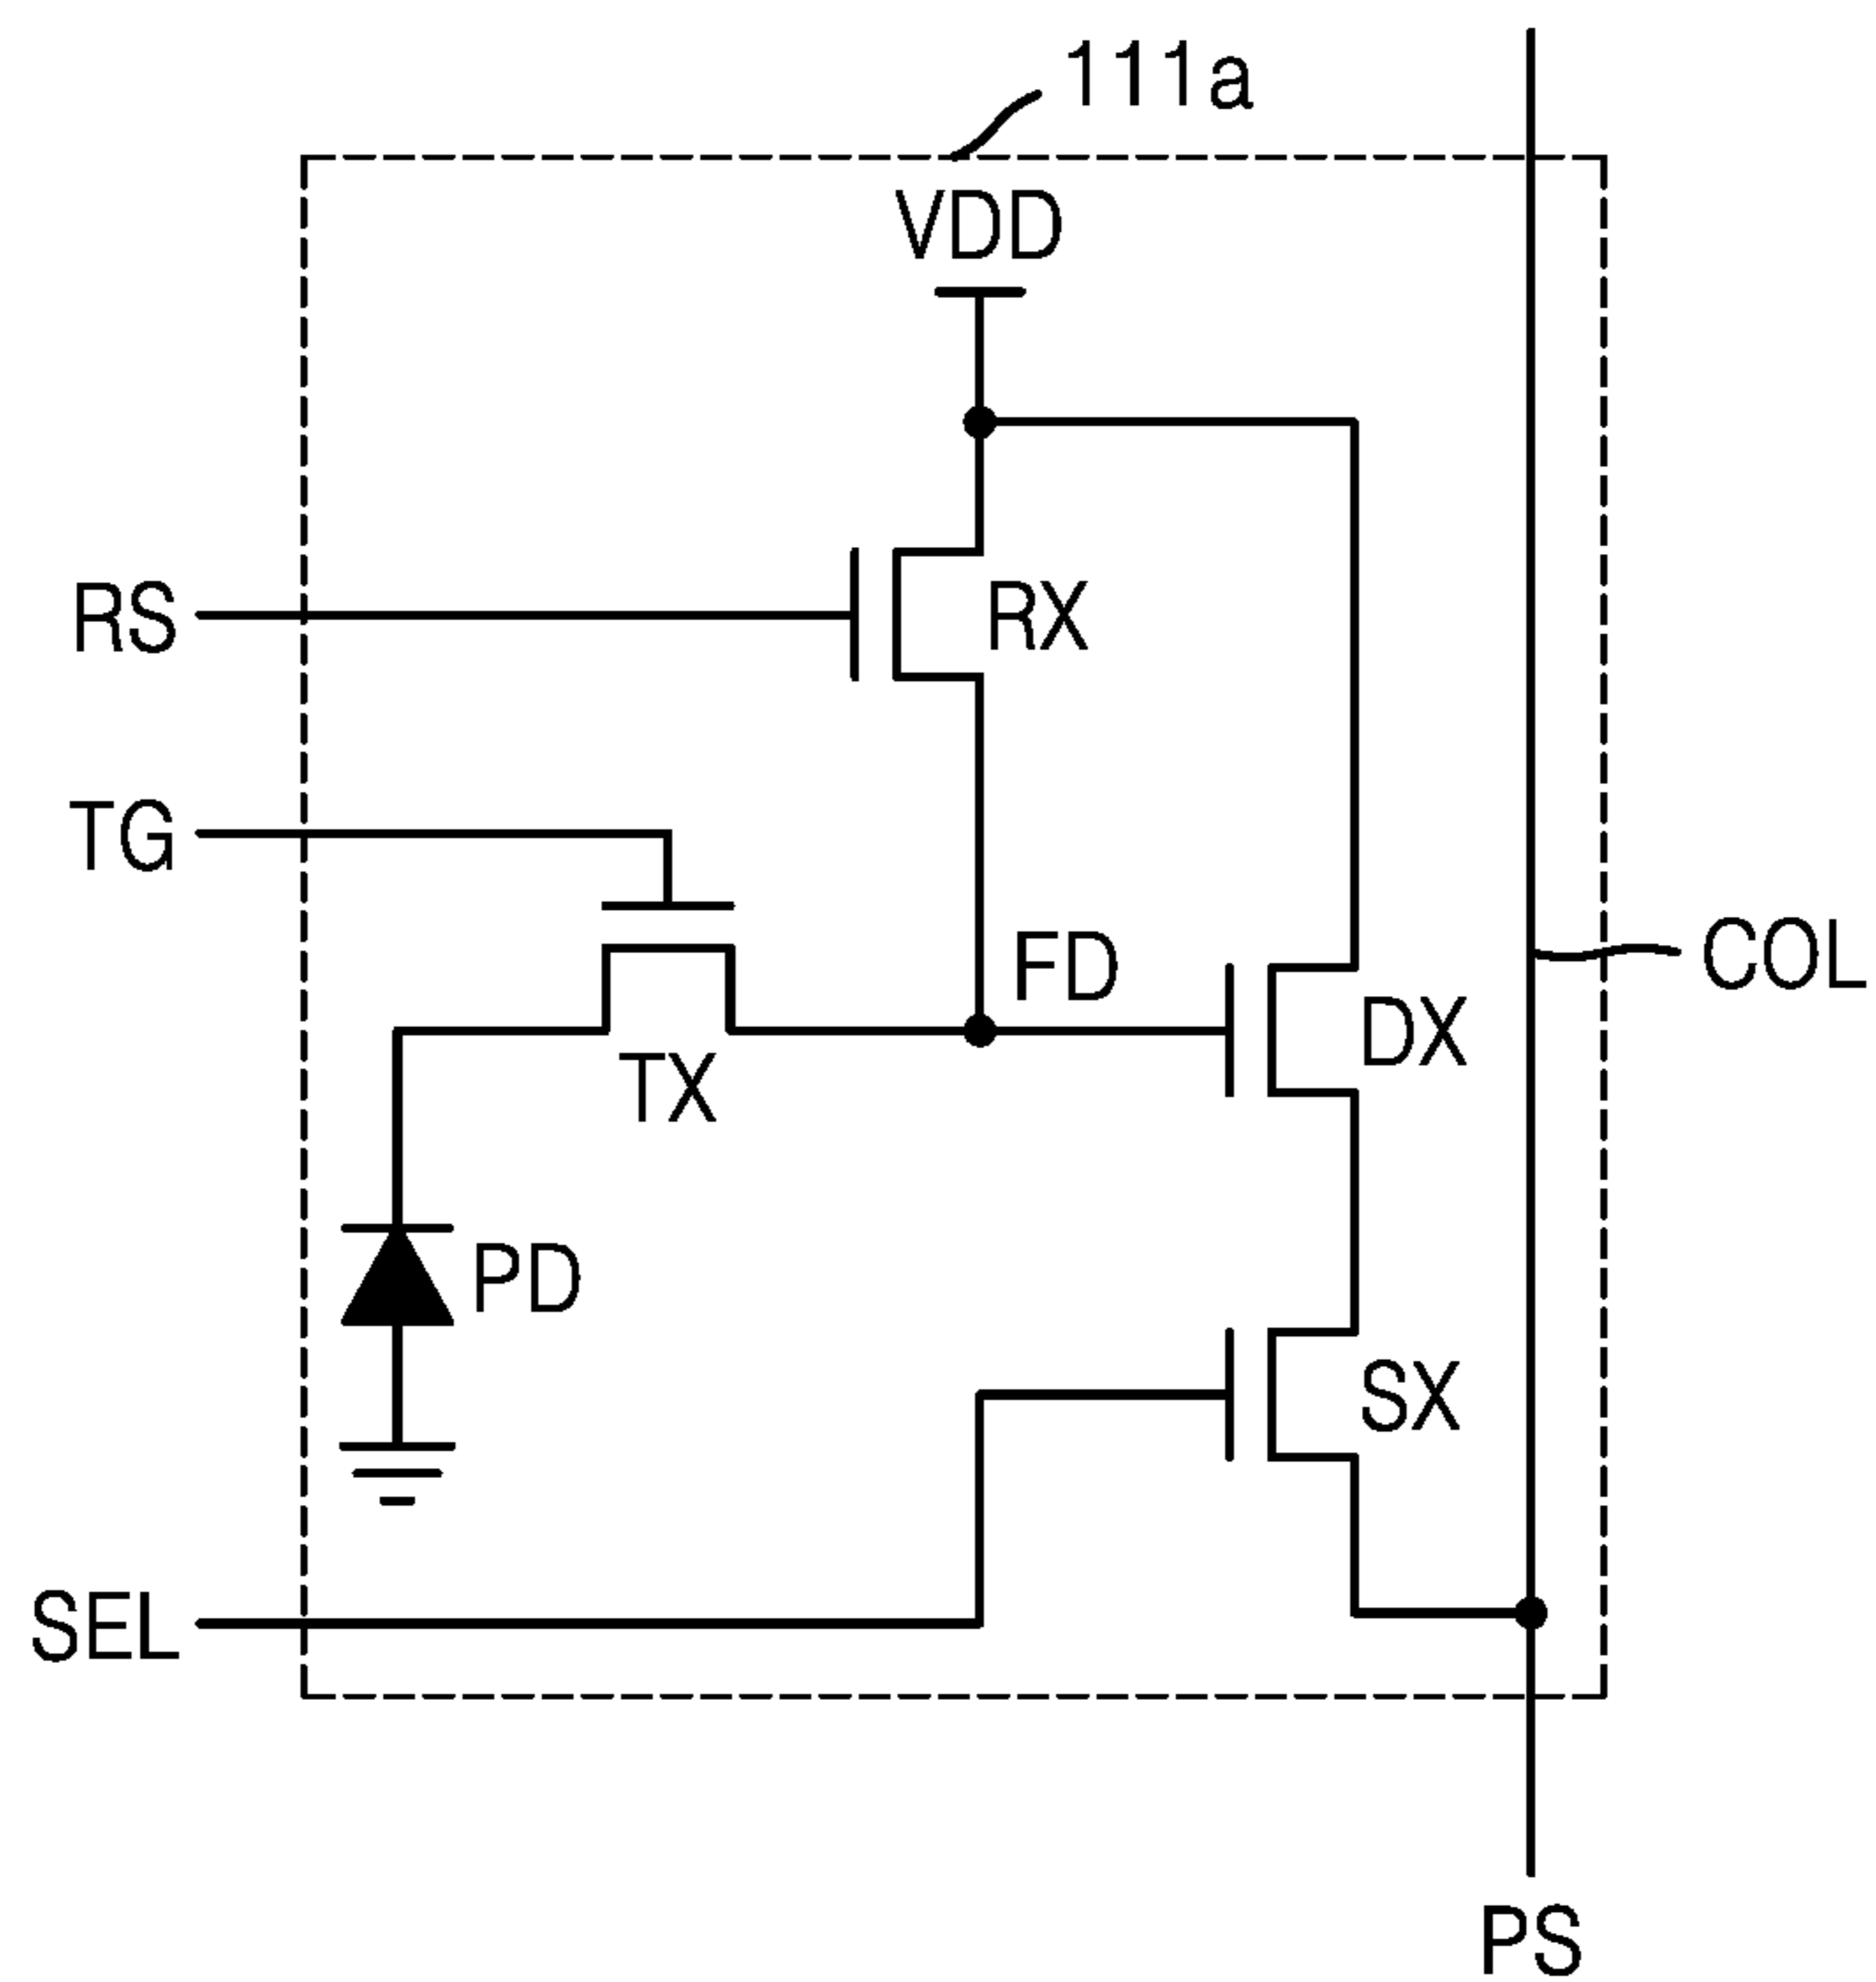 111a
VDD
RS
RX
TG
FD
COL
DX
TX
PD
SX
SEL
PS